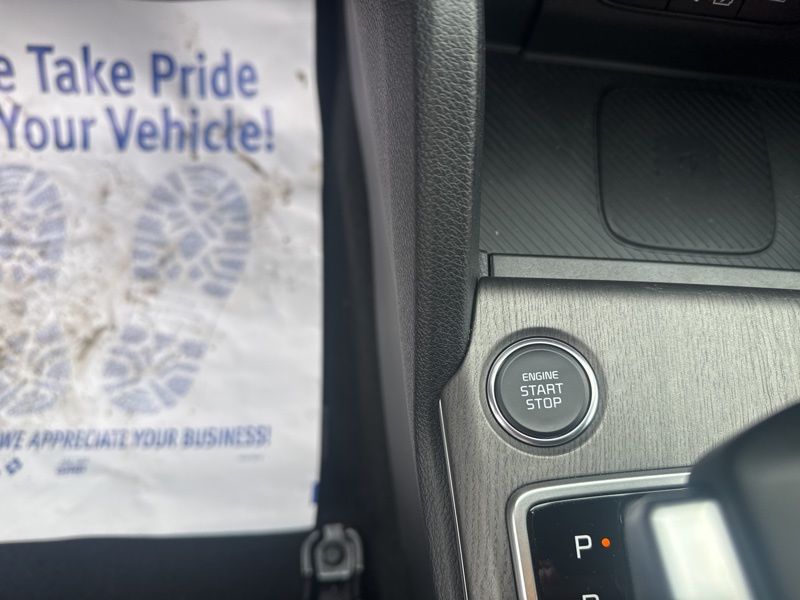 e Take Pride
Your Vehicle!
WE APPRECIATE YOUR BUSINESS!
ENGINE
START
STOP
P